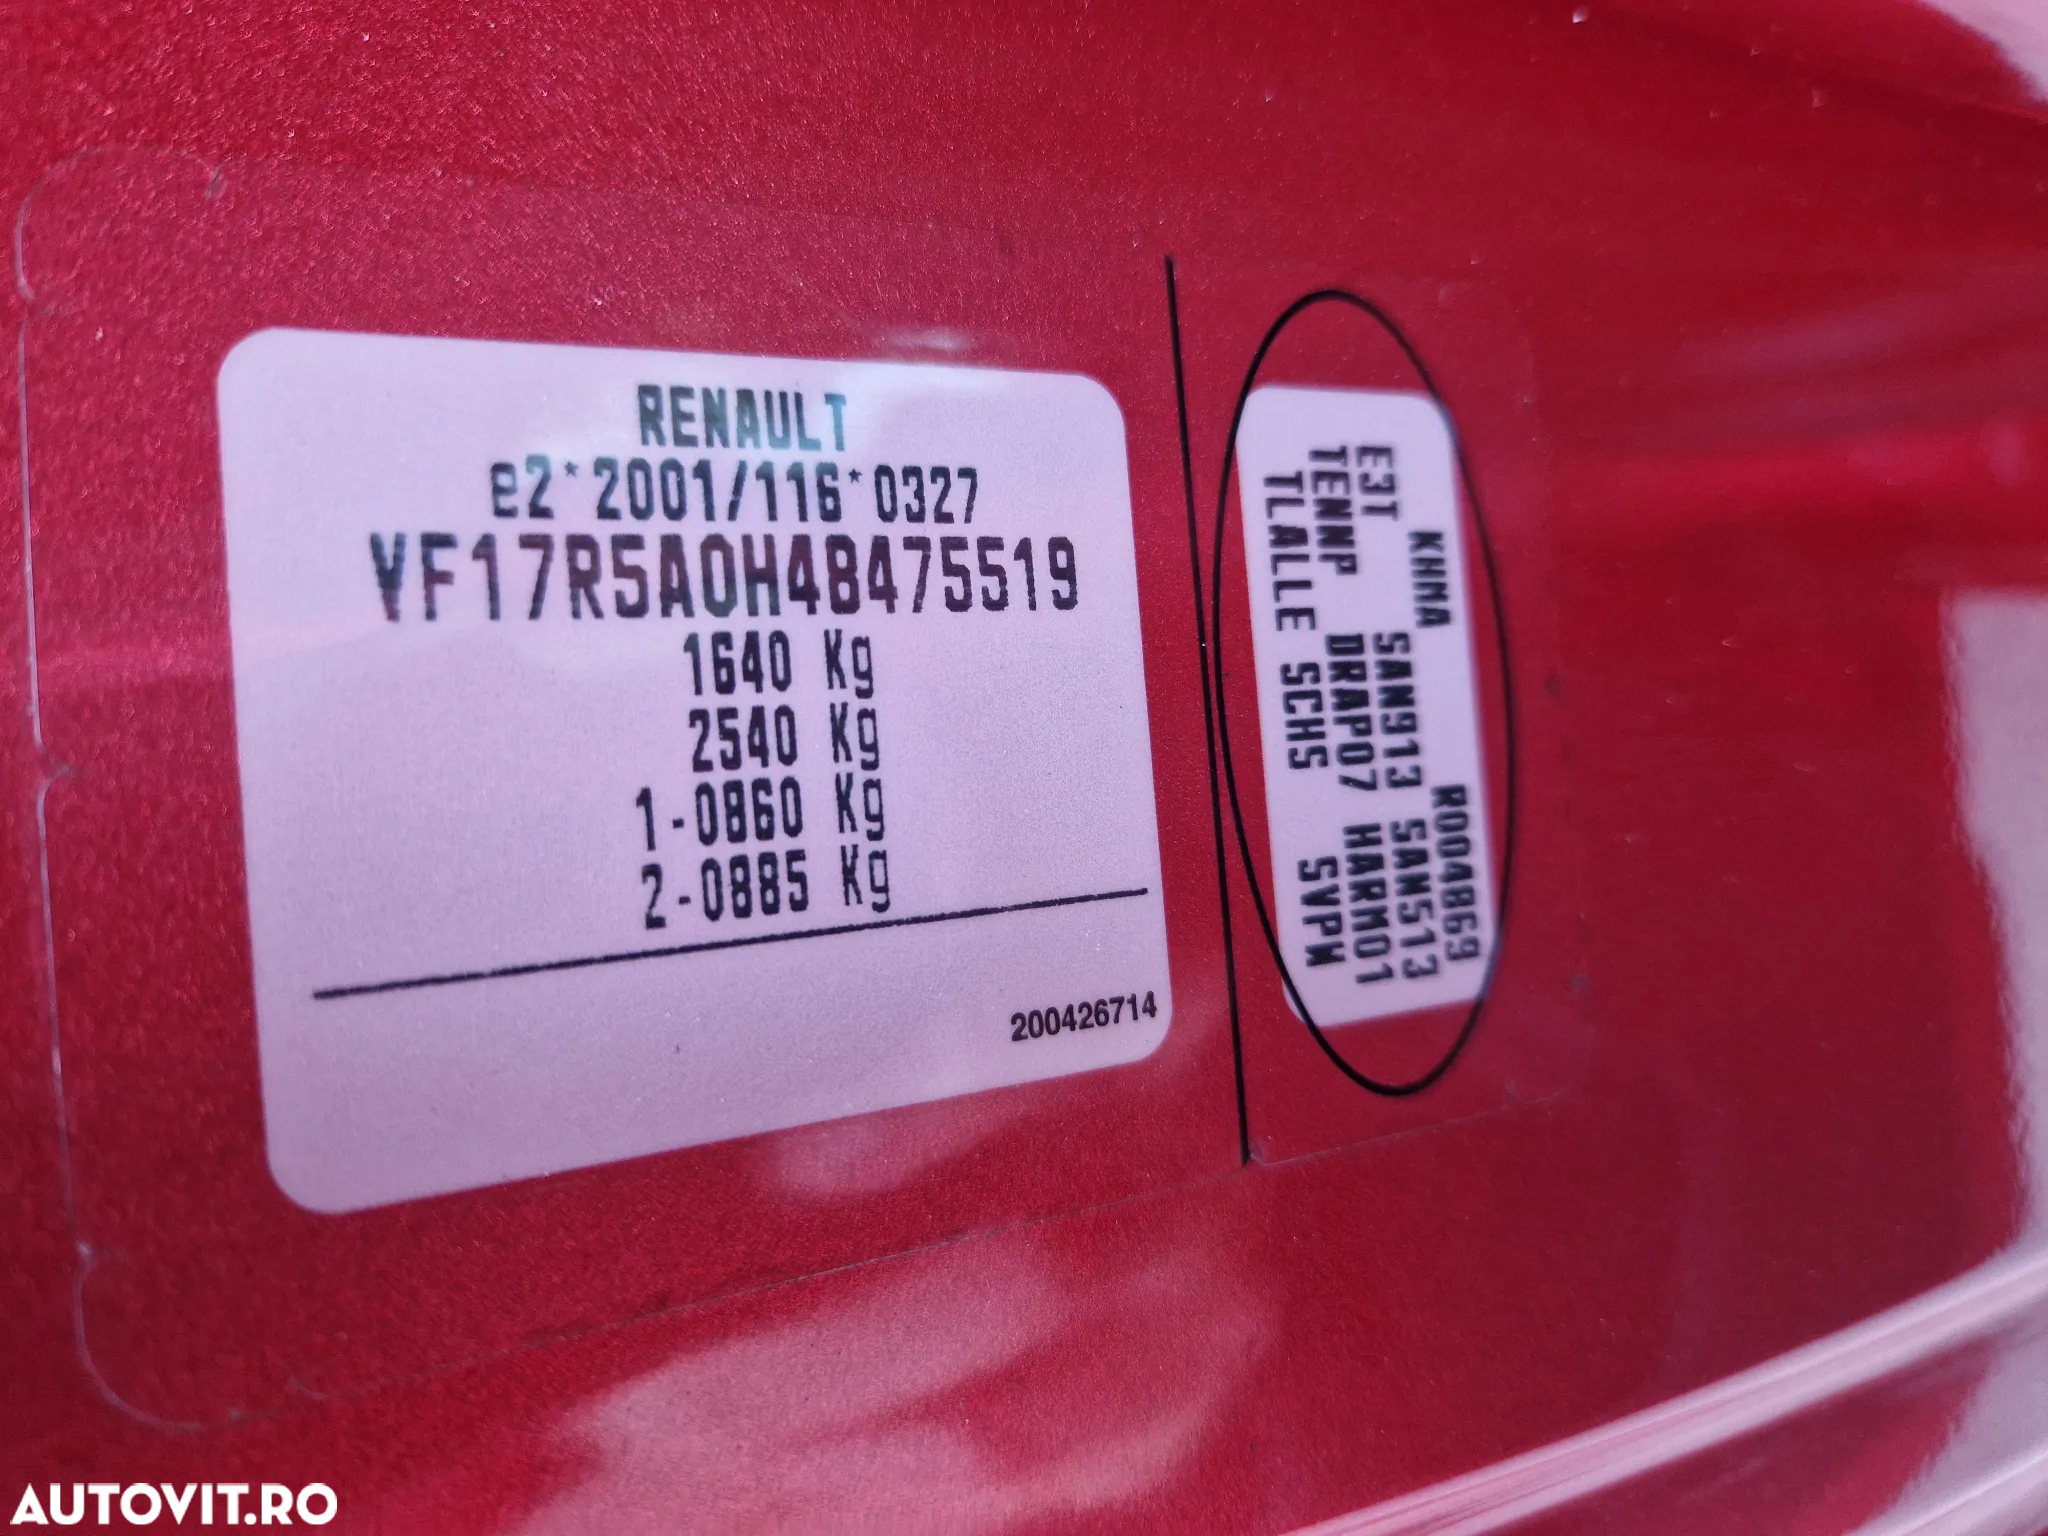 RENAULT
e2*2001/116*0327
VF17R5A0H48475519
1640 Kg
2540 Kg
1-0860 Kg
2-0885 Kg
200426714
KHMA R004869
E3T SAN913 SAN513
TENNP DRAP07 HARM01
TLALLE SCHS SVPW
AUTOVIT.RO